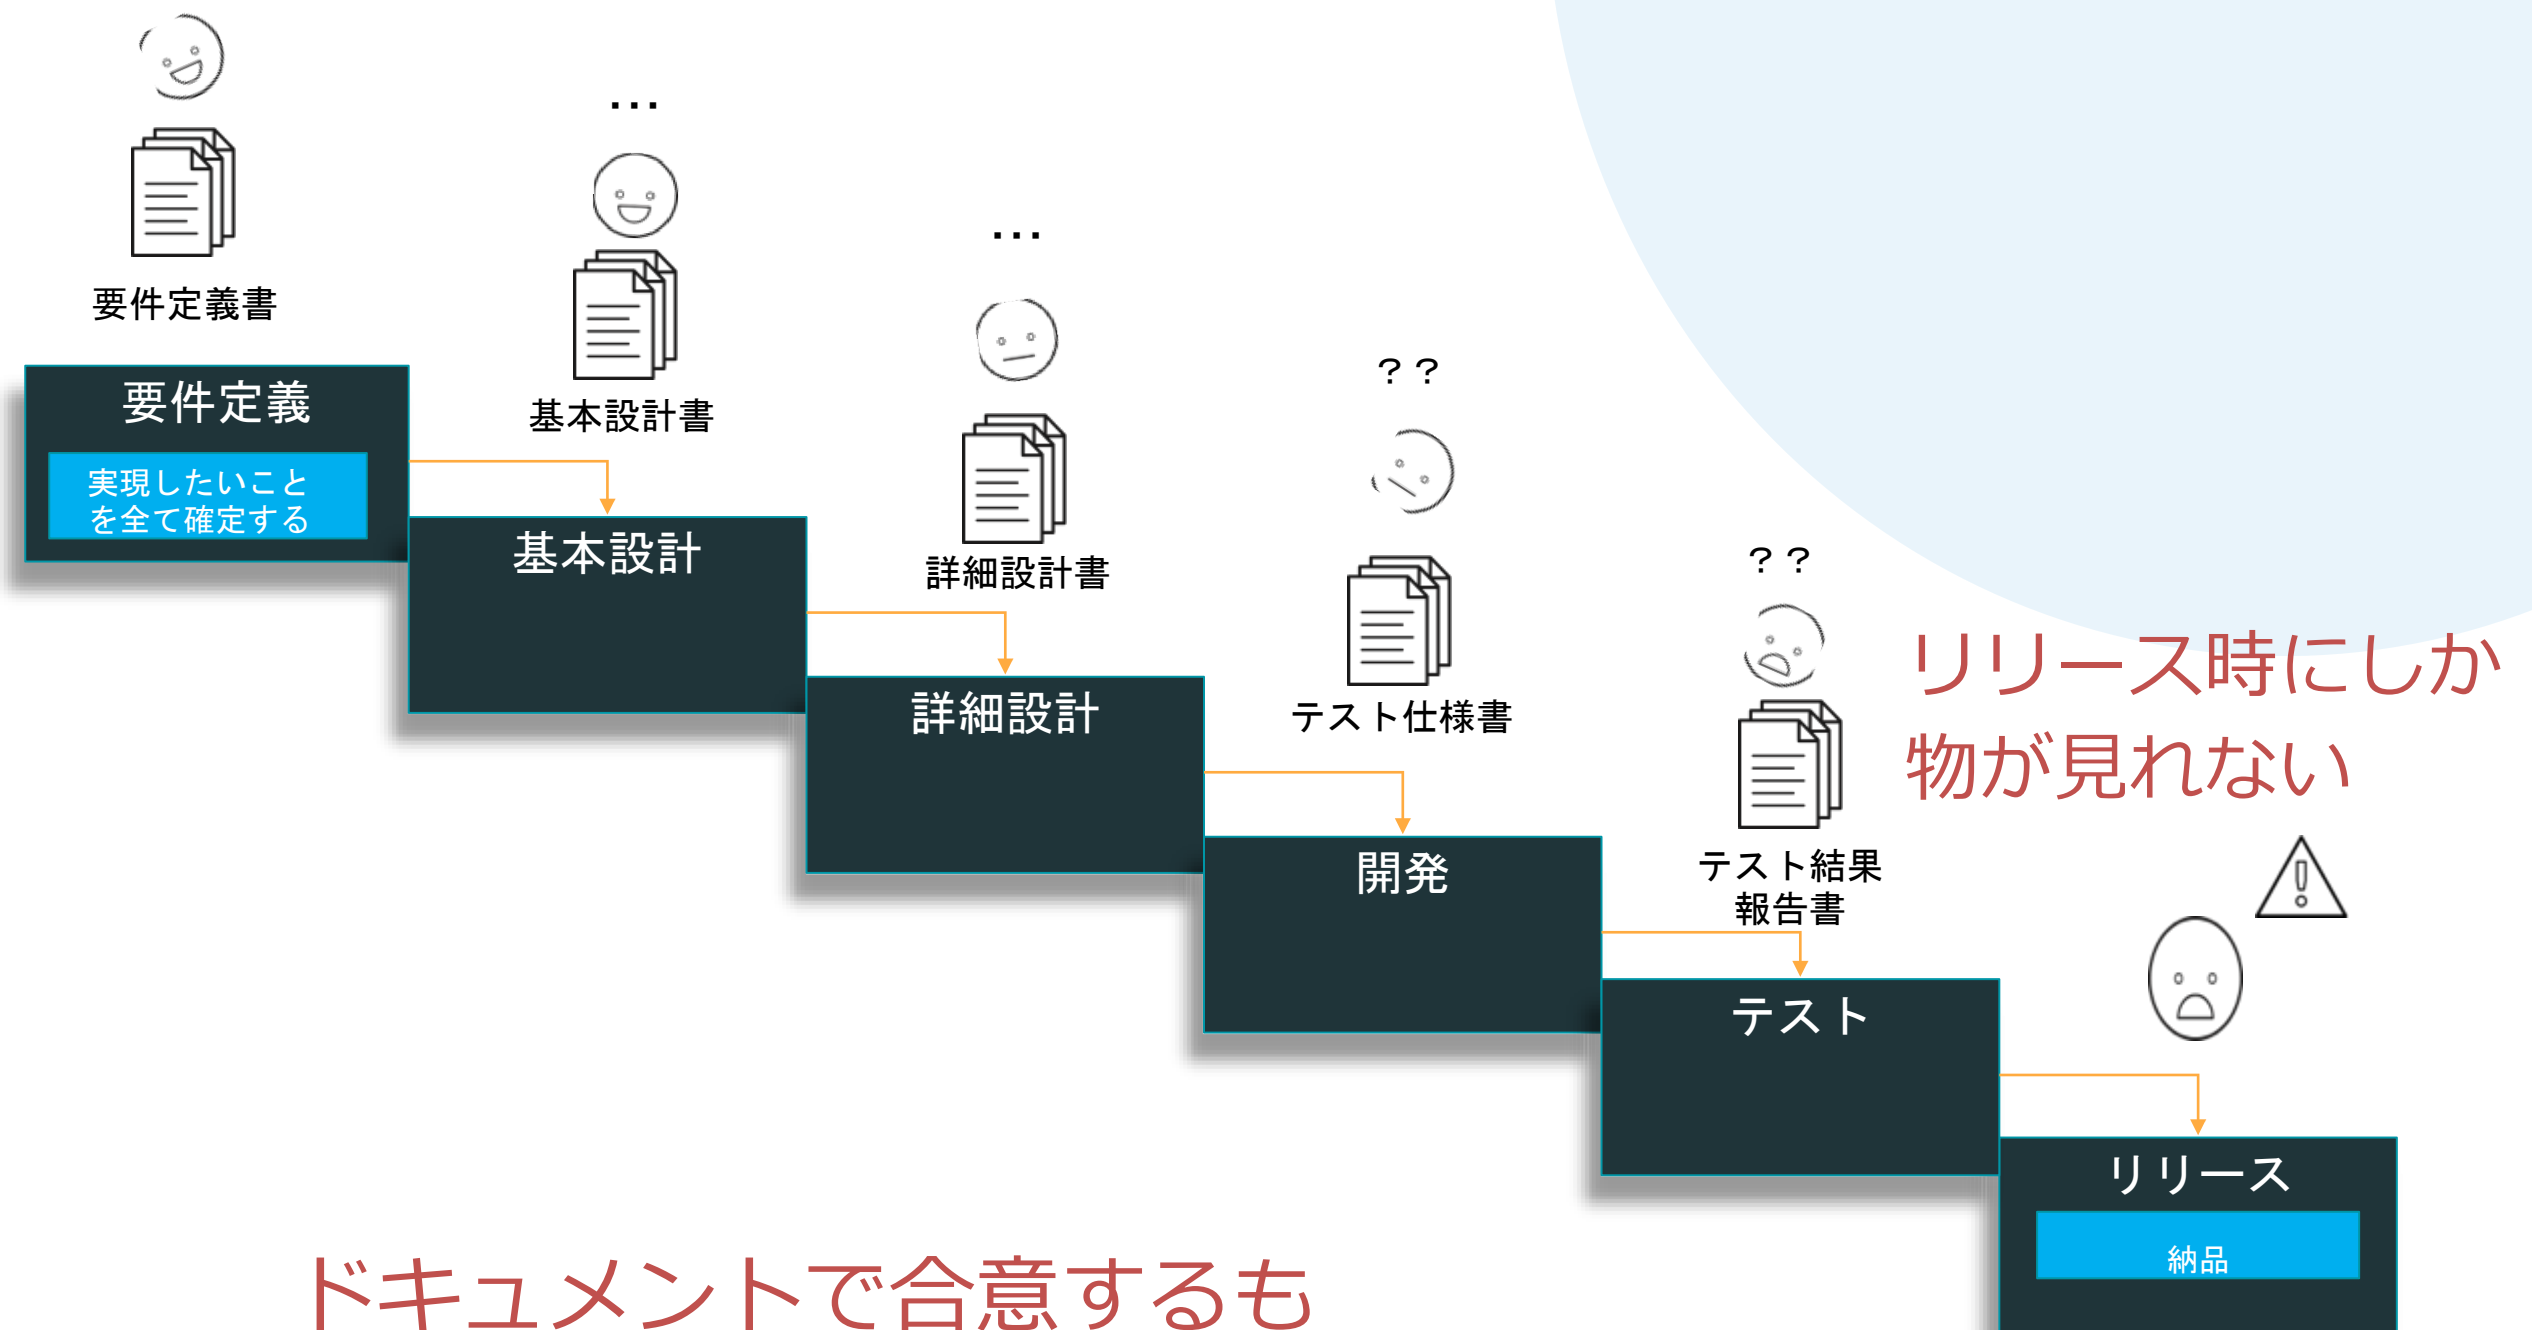 要件定義書
要件定義
実現したいこと
を全て確定する
...
基本設計書
基本設計
...
詳細設計書
詳細設計
？？
テスト仕様書
開発
？？
テスト結果
報告書
テスト
リリース時にしか
物が見れない
リリース
納品
ドキュメントで合意するも